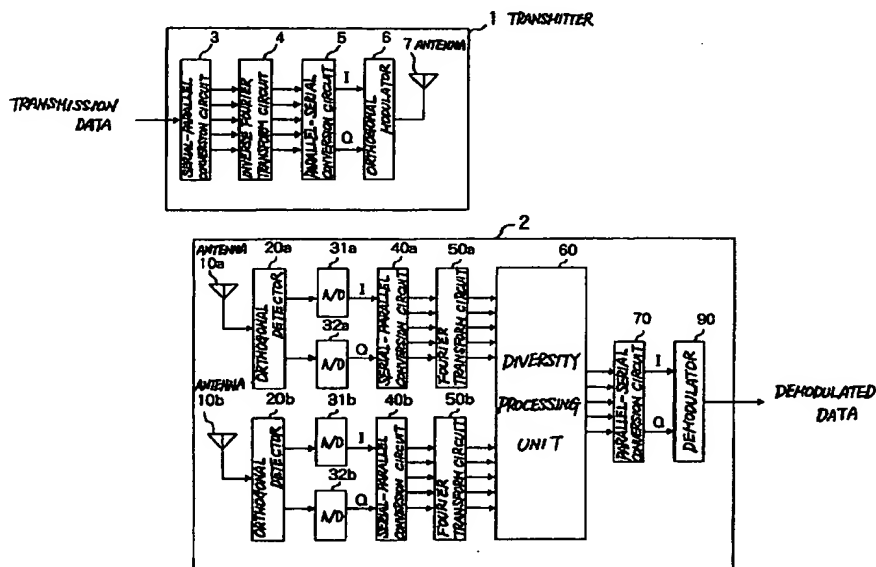 1 TRANSMITTER
3
4
5
6
7 ANTENNA
TRANSMISSION
DATA
SERIAL-PARALLEL
CONVERSION CIRCUIT
INVERSE FOURIER
TRANSFORM CIRCUIT
PARALLEL-SERIAL
CONVERSION CIRCUIT
I
Q
ORTHOGONAL
MODULATOR
2
ANTENNA
10a
20a
31a
40a
50a
60
ORTHOGONAL
DETECTOR
A/D
I
32a
A/D
Q
SERIAL-PARALLEL
CONVERSION CIRCUIT
FOURIER
TRANSFORM CIRCUIT
ANTENNA
10b
20b
31b
40b
50b
ORTHOGONAL
DETECTOR
A/D
I
32b
A/D
Q
SERIAL-PARALLEL
CONVERSION CIRCUIT
FOURIER
TRANSFORM CIRCUIT
DIVERSITY
PROCESSING
UNIT
70
90
PARALLEL-SERIAL
CONVERSION CIRCUIT
I
Q
DEMODULATOR
DEMODULATED
DATA